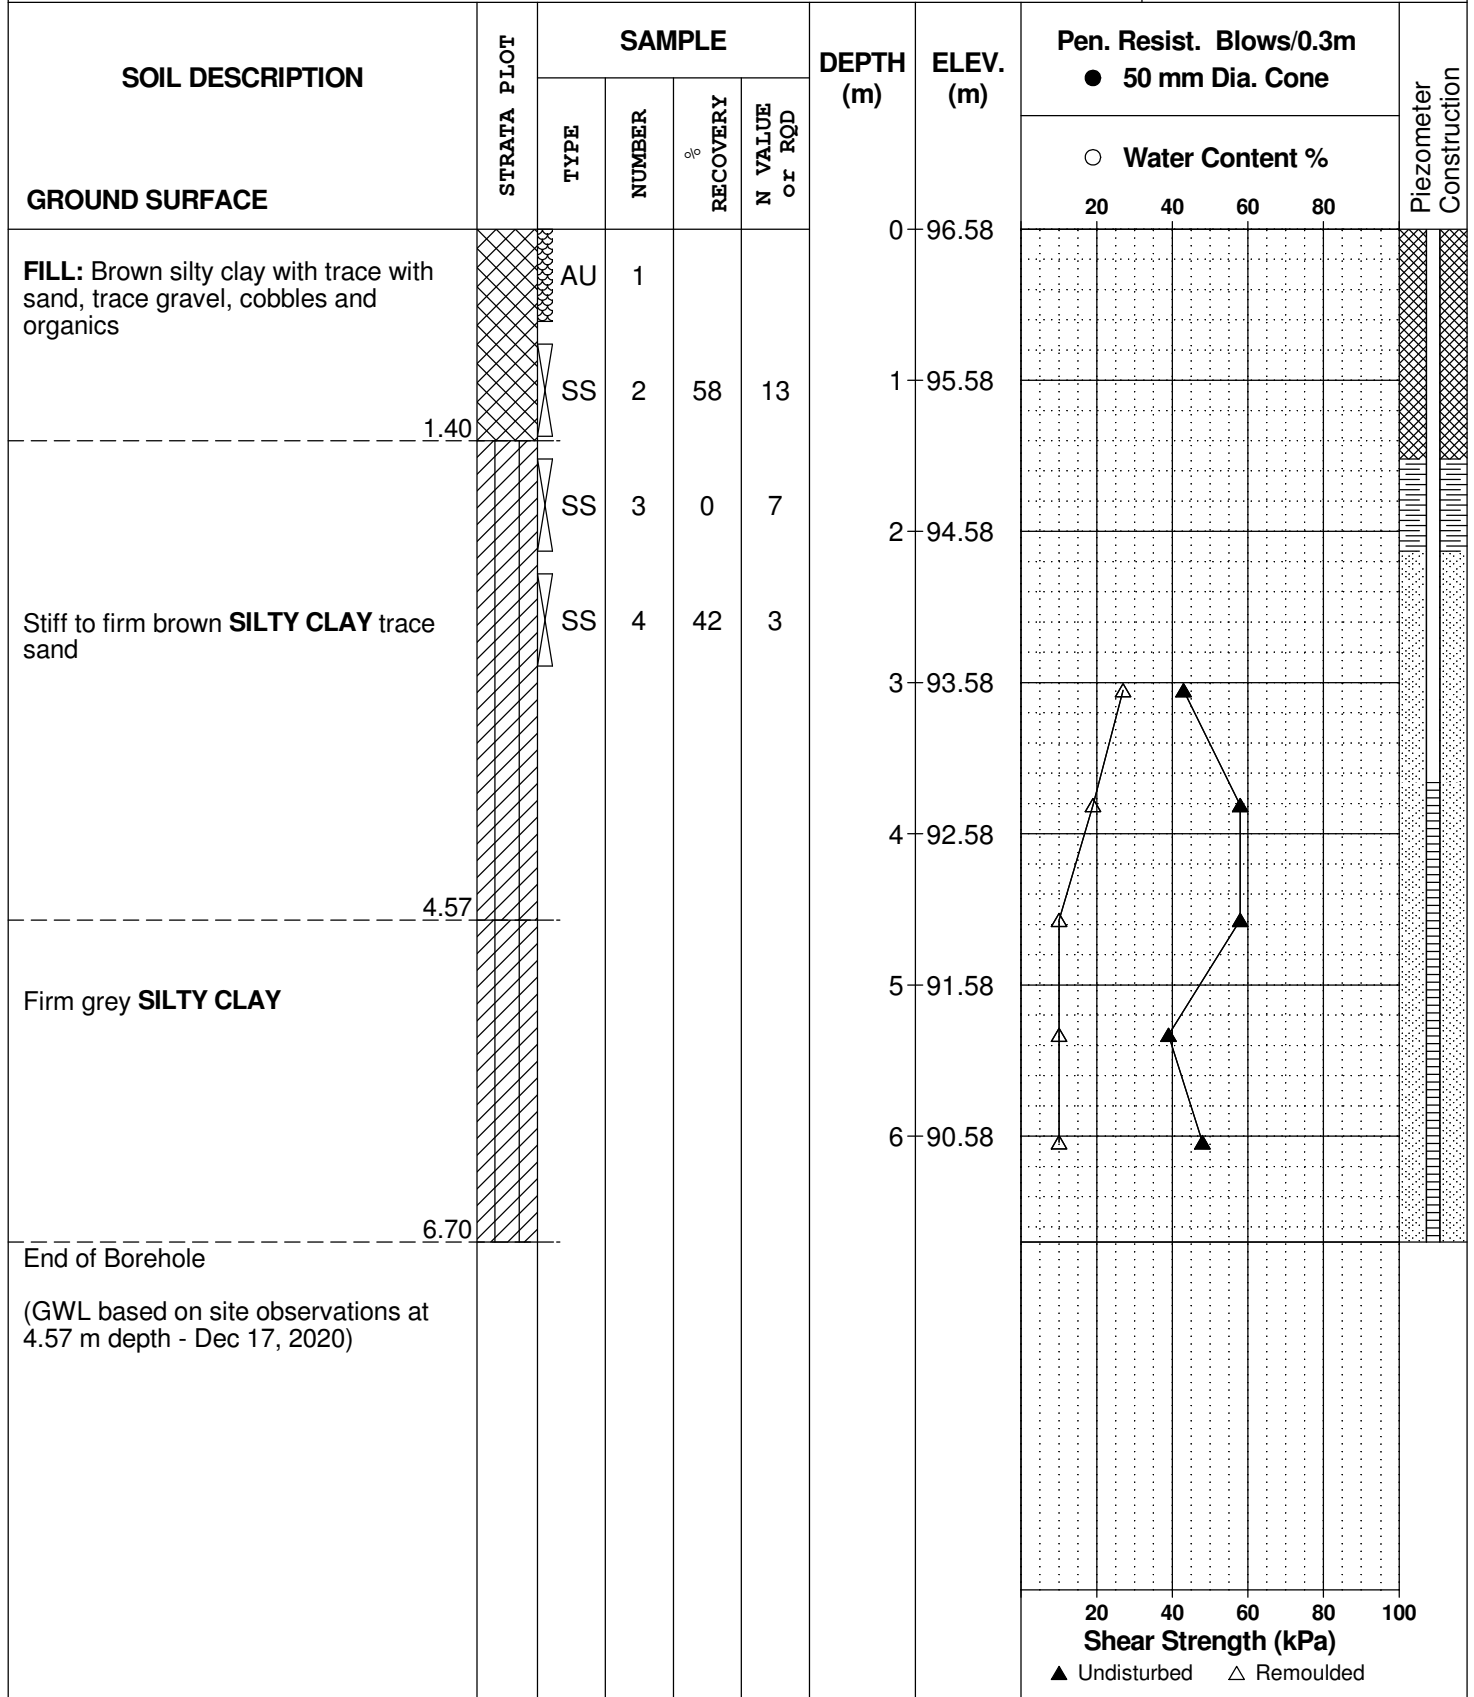 SOIL DESCRIPTION
GROUND SURFACE
STRATA PLOT
SAMPLE
TYPE
NUMBER
%
RECOVERY
N VALUE
or RQD
DEPTH
(m)
ELEV.
(m)
Pen. Resist. Blows/0.3m
● 50 mm Dia. Cone
○ Water Content %
20 40 60 80
Piezometer
Construction
0 96.58
FILL: Brown silty clay with trace with
sand, trace gravel, cobbles and
organics
AU 1
SS 2 58 13
1 95.58
1.40
SS 3 0 7
2 94.58
Stiff to firm brown SILTY CLAY trace
sand
SS 4 42 3
3 93.58
4 92.58
4.57
5 91.58
Firm grey SILTY CLAY
6 90.58
6.70
End of Borehole
(GWL based on site observations at
4.57 m depth - Dec 17, 2020)
20 40 60 80 100
Shear Strength (kPa)
▲ Undisturbed △ Remoulded